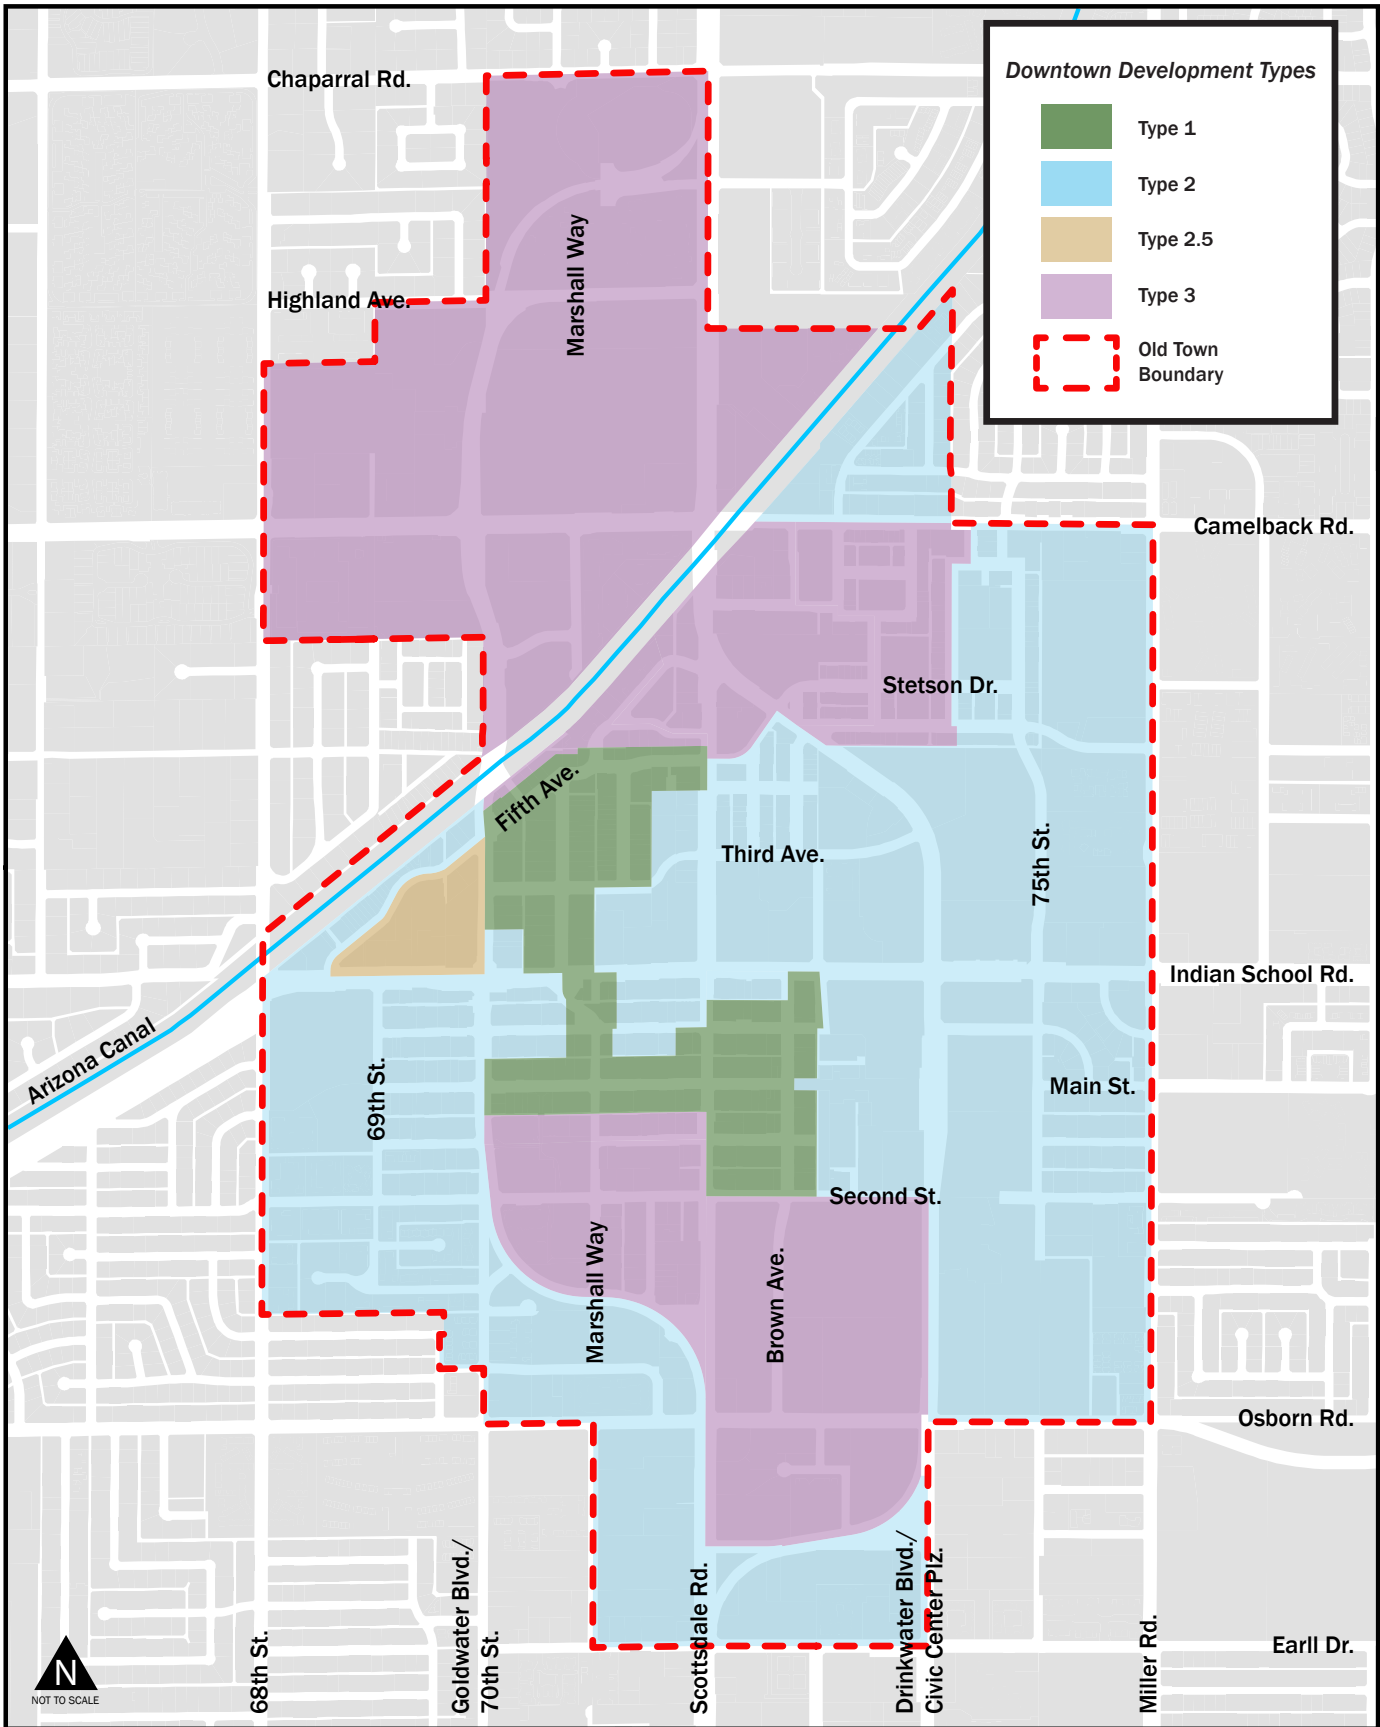 Downtown Development Types
Type 1
Type 2
Type 2.5
Type 3
Old Town
Boundary
Chaparral Rd.
Marshall Way
Highland Ave.
Camelback Rd.
Stetson Dr.
Fifth Ave.
Third Ave.
75th St.
Indian School Rd.
Arizona Canal
69th St.
Main St.
Second St.
Marshall Way
Brown Ave.
Osborn Rd.
N
NOT TO SCALE
68th St.
Goldwater Blvd./
70th St.
Scottsdale Rd.
Drinkwater Blvd./
Civic Center Plz.
Miller Rd.
Earll Dr.